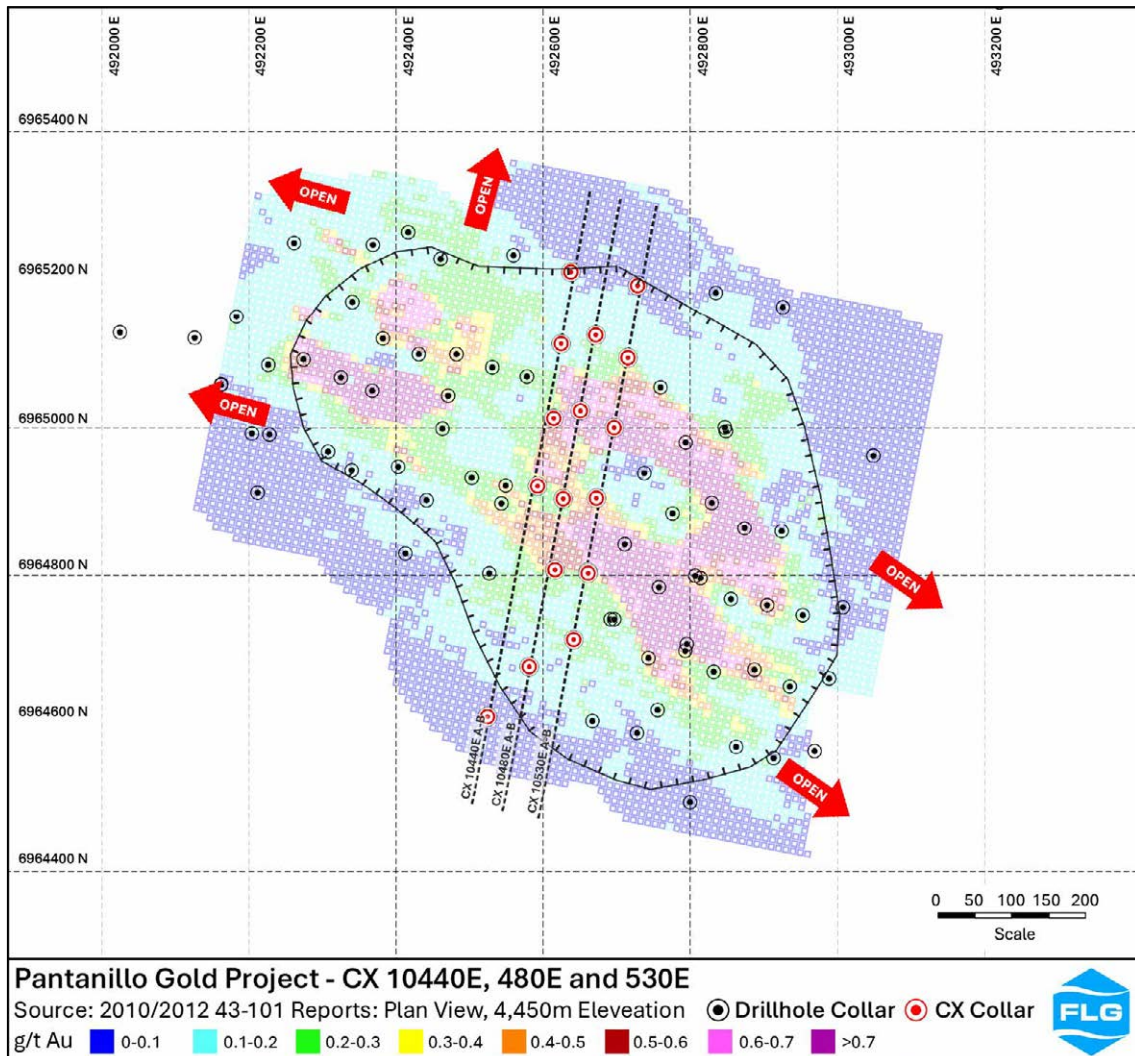 492000 E
492200 E
492400 E
492600 E
492800 E
493000 E
493200 E
6965400 N
OPEN
OPEN
6965200 N
6965000 N
OPEN
6964800 N
OPEN
6964600 N
CX 10440E A-B
CX 10480E A-B
CX 10530E A-B
OPEN
6964400 N
0 50 100 150 200
Scale
Pantanillo Gold Project - CX 10440E, 480E and 530E
Source: 2010/2012 43-101 Reports: Plan View, 4,450m Eleveation Drillhole Collar CX Collar
g/t Au 0-0.1 0.1-0.2 0.2-0.3 0.3-0.4 0.4-0.5 0.5-0.6 0.6-0.7 >0.7
FLG